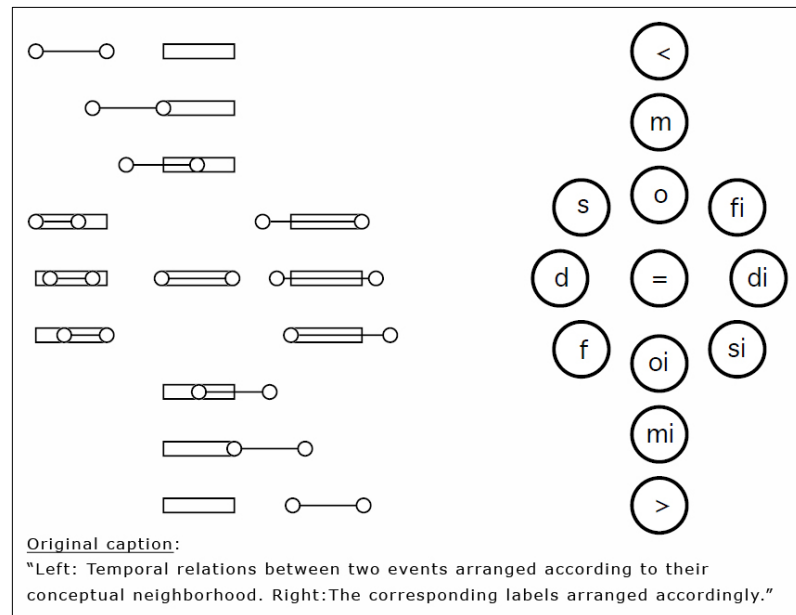 <
m
o
s
fi
d
=
di
f
si
oi
mi
>
Original caption:
“Left: Temporal relations between two events arranged according to their
conceptual neighborhood. Right:The corresponding labels arranged accordingly.”